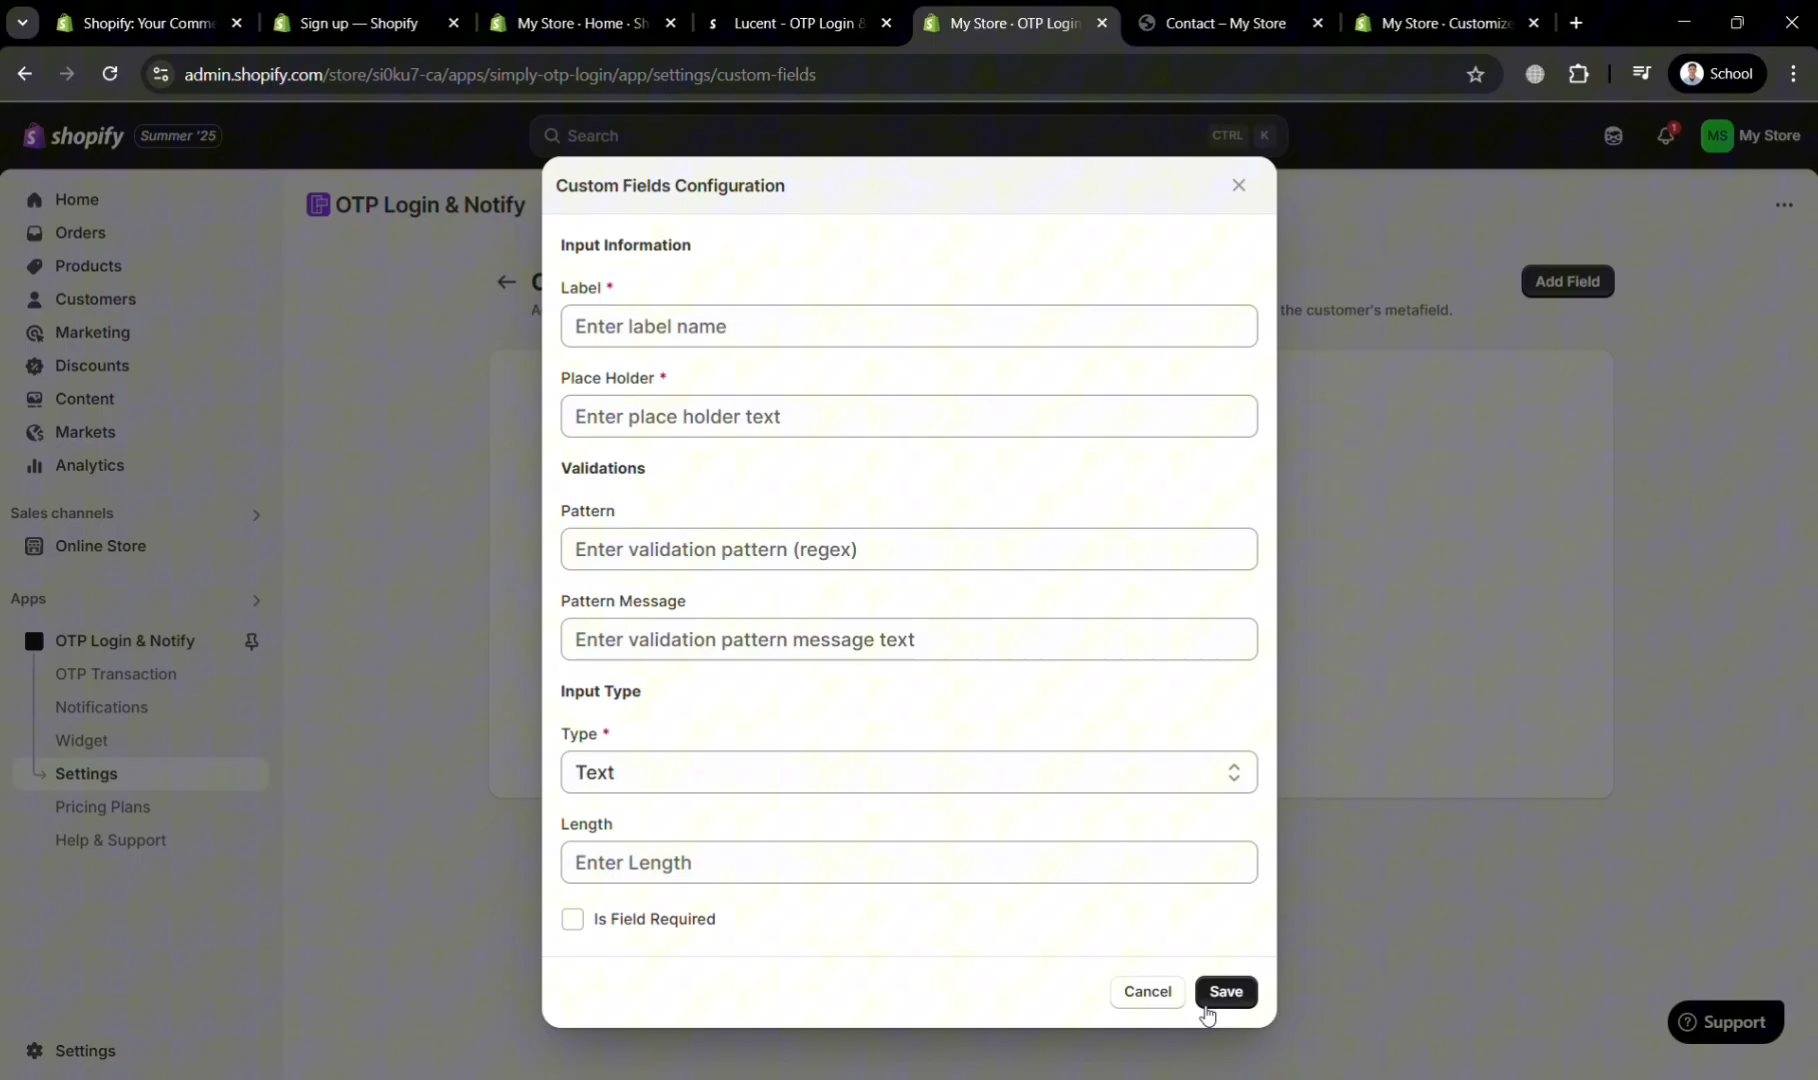 Shopify: Your Comme
Sign up — Shopify
My Store · Home · Sh
Lucent - OTP Login &
My Store · OTP Login
Contact – My Store
My Store · Customize
admin.shopify.com/store/si0ku7-ca/apps/simply-otp-login/app/settings/custom-fields
School
shopify
Summer '25
Search
CTRL K
1
MS
My Store
Home
Orders
Products
Customers
Marketing
Discounts
Content
Markets
Analytics
Sales channels
Online Store
Apps
OTP Login & Notify
OTP Transaction
Notifications
Widget
Settings
Pricing Plans
Help & Support
Settings
OTP Login & Notify
Add Field
the customer's metafield.
Custom Fields Configuration
Input Information
Label *
Enter label name
Place Holder *
Enter place holder text
Validations
Pattern
Enter validation pattern (regex)
Pattern Message
Enter validation pattern message text
Input Type
Type *
Text
Length
Enter Length
Is Field Required
Cancel
Save
Support